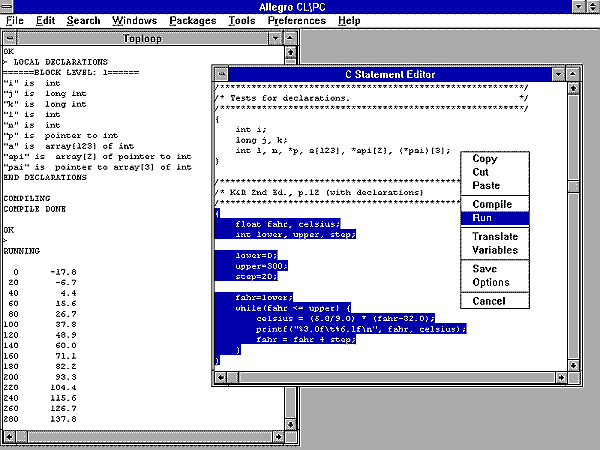 Allegro CL\PC
File Edit Search Windows Packages Tools Preferences Help
Toploop
OK
> LOCAL DECLARATIONS
======BLOCK LEVEL: 1======
"i" is int
"j" is long int
"k" is long int
"l" is int
"m" is int
"p" is pointer to int
"a" is array[123] of int
"api" is array[2] of pointer to int
"pai" is pointer to array[3] of int
END DECLARATIONS
COMPILING
COMPILE DONE
OK
>
RUNNING
0 -17.8
20 -6.7
40 4.4
60 15.6
80 26.7
100 37.8
120 48.9
140 60.0
160 71.1
180 82.2
200 93.3
220 104.4
240 115.6
260 126.7
280 137.8
C Statement Editor
/***********************************************************/
/* Tests for declarations. */
/***********************************************************/
{
int i;
long j, k;
int l, m, *p, a[123], *api[2], (*pai)[3];
}
/***********************************************
/* K&R 2nd Ed., p.12 (with declarations)
/***********************************************
{
float fahr, celsius;
int lower, upper, step;
lower=0;
upper=300;
step=20;
fahr=lower;
while(fahr <= upper) {
celsius = (5.0/9.0) * (fahr-32.0);
printf("%3.0f\t%6.1f\n", fahr, celsius);
fahr = fahr + step;
}
}
Copy
Cut
Paste
Compile
Run
Translate
Variables
Save
Options
Cancel